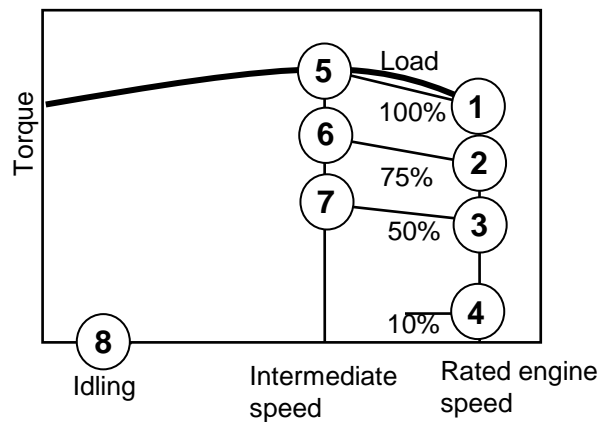 Torque
5
Load
1
100%
6
2
75%
7
3
50%
4
10%
8
Idling
Intermediate
speed
Rated engine
speed